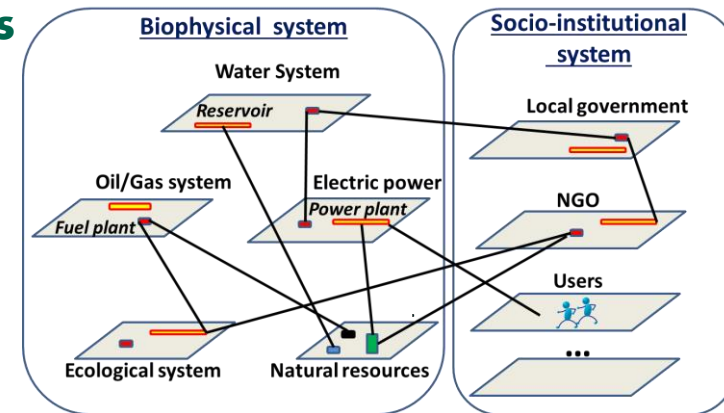 s
Biophysical system
Socio-institutional
system
Water System
Reservoir
Local government
Oil/Gas system
Electric power
Power plant
Fuel plant
NGO
Users
...
Ecological system
Natural resources